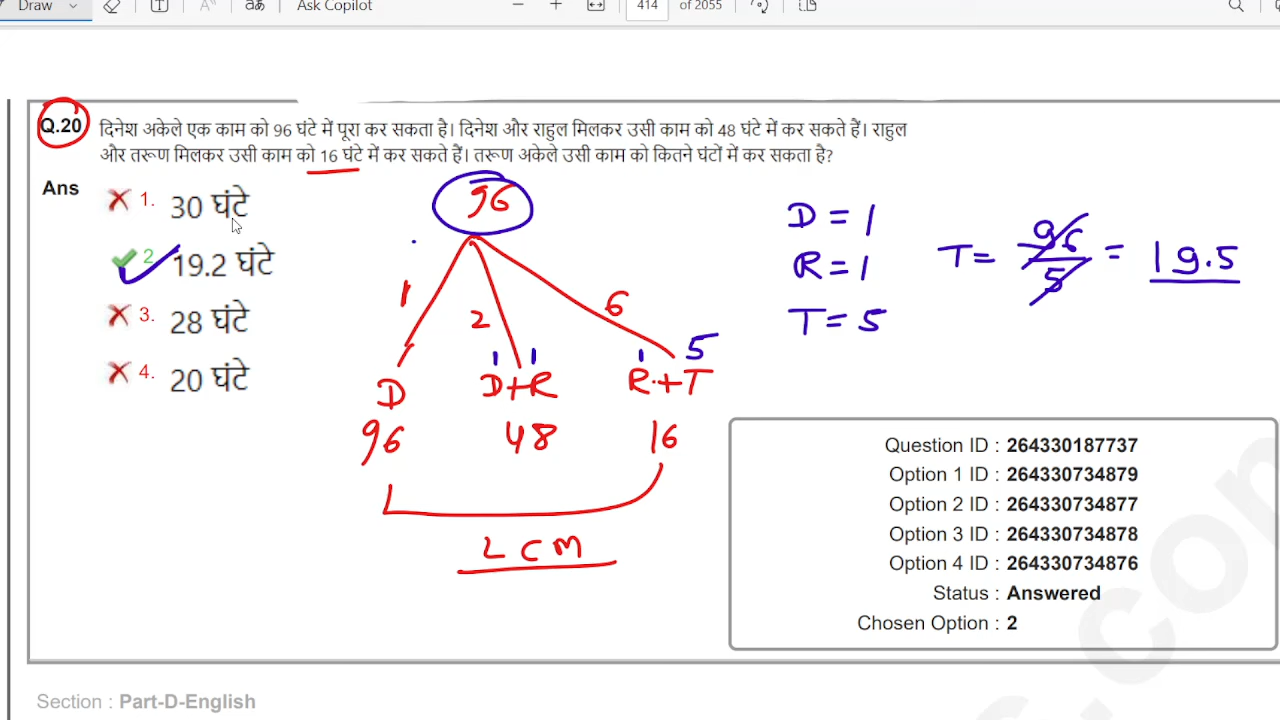 Draw
Ask Copilot
414 of 2055
Q.20 दिनेश अकेले एक काम को 96 घंटे में पूरा कर सकता है। दिनेश और राहुल मिलकर उसी काम को 48 घंटे में कर सकते हैं। राहुल
और तरूण मिलकर उसी काम को 16 घंटे में कर सकते हैं। तरूण अकेले उसी काम को कितने घंटों में कर सकता है?
Ans
1. 30 घंटे
2 19.2 घंटे
3. 28 घंटे
4. 20 घंटे
96
1
2
6
1 1
1 5
D
D+R
R+T
96
48
16
LCM
D = 1
R = 1
T = 5
T = 96/5 = 19.5
Question ID : 264330187737
Option 1 ID : 264330734879
Option 2 ID : 264330734877
Option 3 ID : 264330734878
Option 4 ID : 264330734876
Status : Answered
Chosen Option : 2
Section : Part-D-English